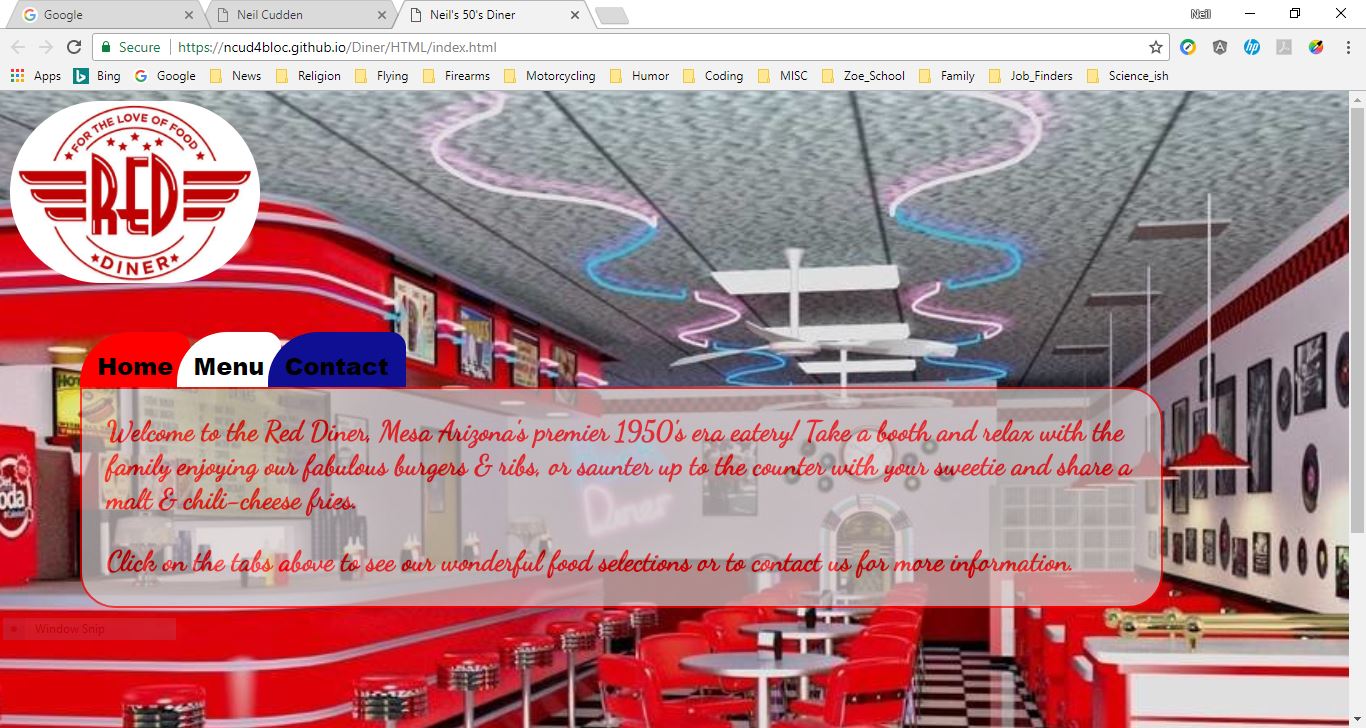 Google
Neil Cudden
Neil's 50's Diner
Neil
Secure
https://ncud4bloc.github.io/Diner/HTML/index.html
Apps
Bing
Google
News
Religion
Flying
Firearms
Motorcycling
Humor
Coding
MISC
Zoe_School
Family
Job_Finders
Science_ish
FOR THE LOVE OF FOOD
RED
DINER
Home
Menu
Contact
Welcome to the Red Diner, Mesa Arizona's premier 1950's era eatery! Take a booth and relax with the
family enjoying our fabulous burgers & ribs, or saunter up to the counter with your sweetie and share a
malt & chili-cheese fries.
Click on the tabs above to see our wonderful food selections or to contact us for more information.
Diner
Window Snip